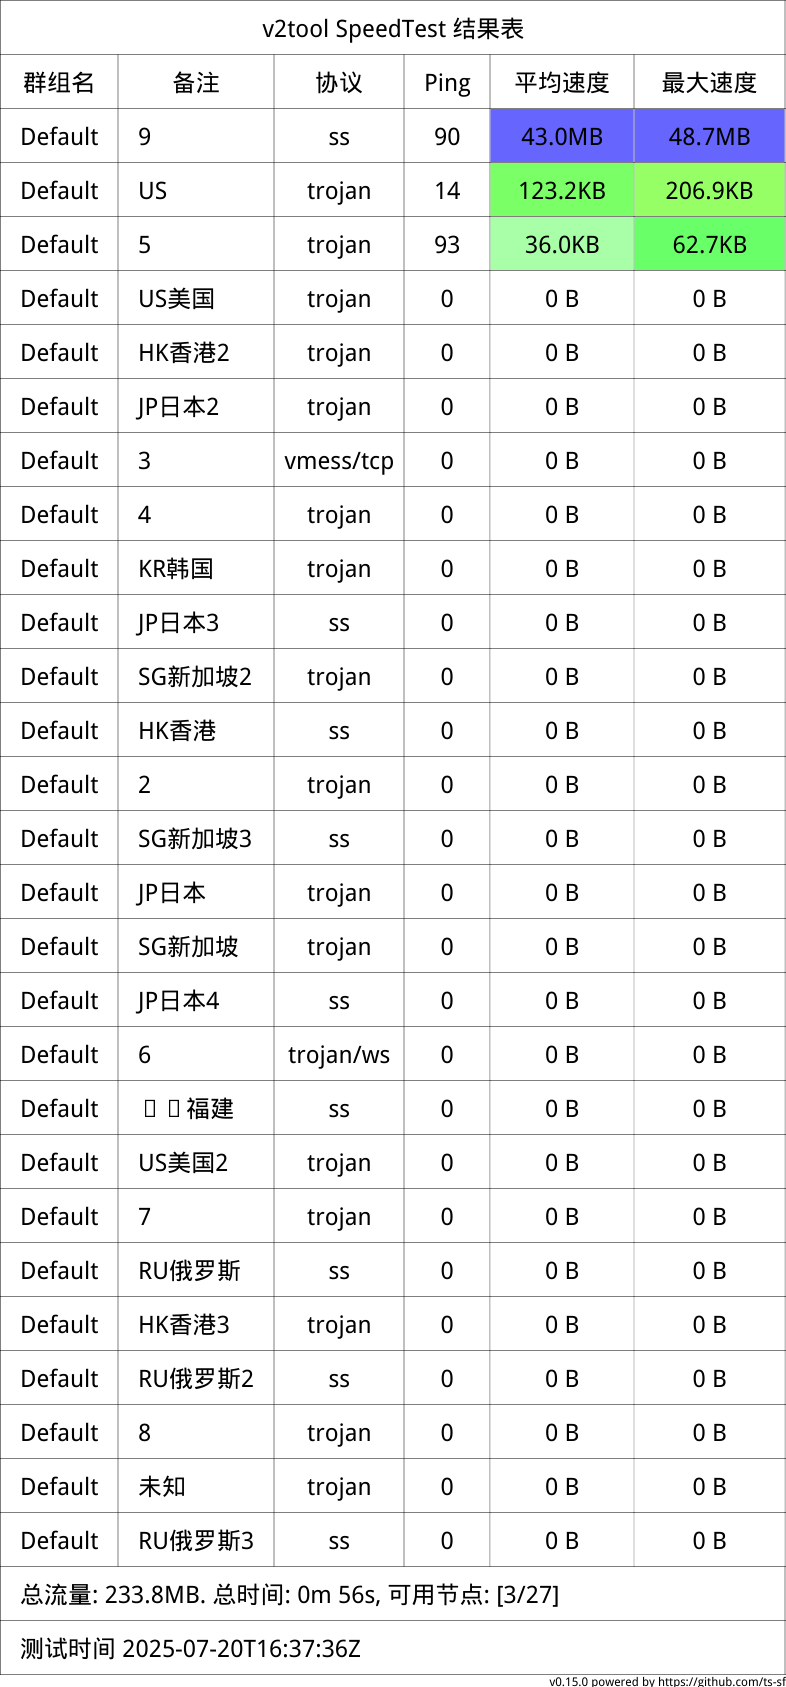 v2tool SpeedTest 结果表
群组名 备注 协议 Ping 平均速度 最大速度
Default 9 ss 90 43.0MB 48.7MB
Default US trojan 14 123.2KB 206.9KB
Default 5 trojan 93 36.0KB 62.7KB
Default US美国 trojan 0 0 B 0 B
Default HK香港2 trojan 0 0 B 0 B
Default JP日本2 trojan 0 0 B 0 B
Default 3 vmess/tcp 0 0 B 0 B
Default 4 trojan 0 0 B 0 B
Default KR韩国 trojan 0 0 B 0 B
Default JP日本3 ss 0 0 B 0 B
Default SG新加坡2 trojan 0 0 B 0 B
Default HK香港 ss 0 0 B 0 B
Default 2 trojan 0 0 B 0 B
Default SG新加坡3 ss 0 0 B 0 B
Default JP日本 trojan 0 0 B 0 B
Default SG新加坡 trojan 0 0 B 0 B
Default JP日本4 ss 0 0 B 0 B
Default 6 trojan/ws 0 0 B 0 B
Default 福建 ss 0 0 B 0 B
Default US美国2 trojan 0 0 B 0 B
Default 7 trojan 0 0 B 0 B
Default RU俄罗斯 ss 0 0 B 0 B
Default HK香港3 trojan 0 0 B 0 B
Default RU俄罗斯2 ss 0 0 B 0 B
Default 8 trojan 0 0 B 0 B
Default 未知 trojan 0 0 B 0 B
Default RU俄罗斯3 ss 0 0 B 0 B
总流量: 233.8MB. 总时间: 0m 56s, 可用节点: [3/27]
测试时间 2025-07-20T16:37:36Z
v0.15.0 powered by https://github.com/ts-sf